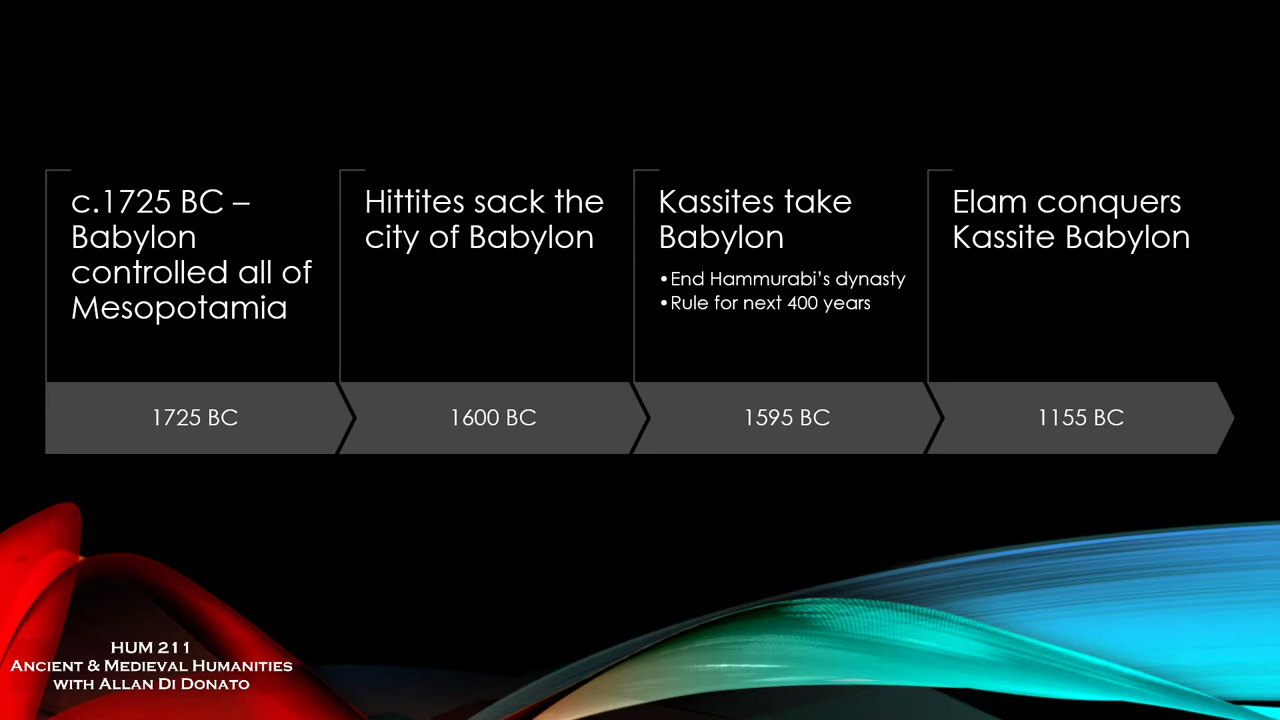 c.1725 BC –
Babylon
controlled all of
Mesopotamia
Hittites sack the
city of Babylon
Kassites take
Babylon
•End Hammurabi's dynasty
•Rule for next 400 years
Elam conquers
Kassite Babylon
1725 BC
1600 BC
1595 BC
1155 BC
HUM 211
Ancient & Medieval Humanities
with Allan Di Donato